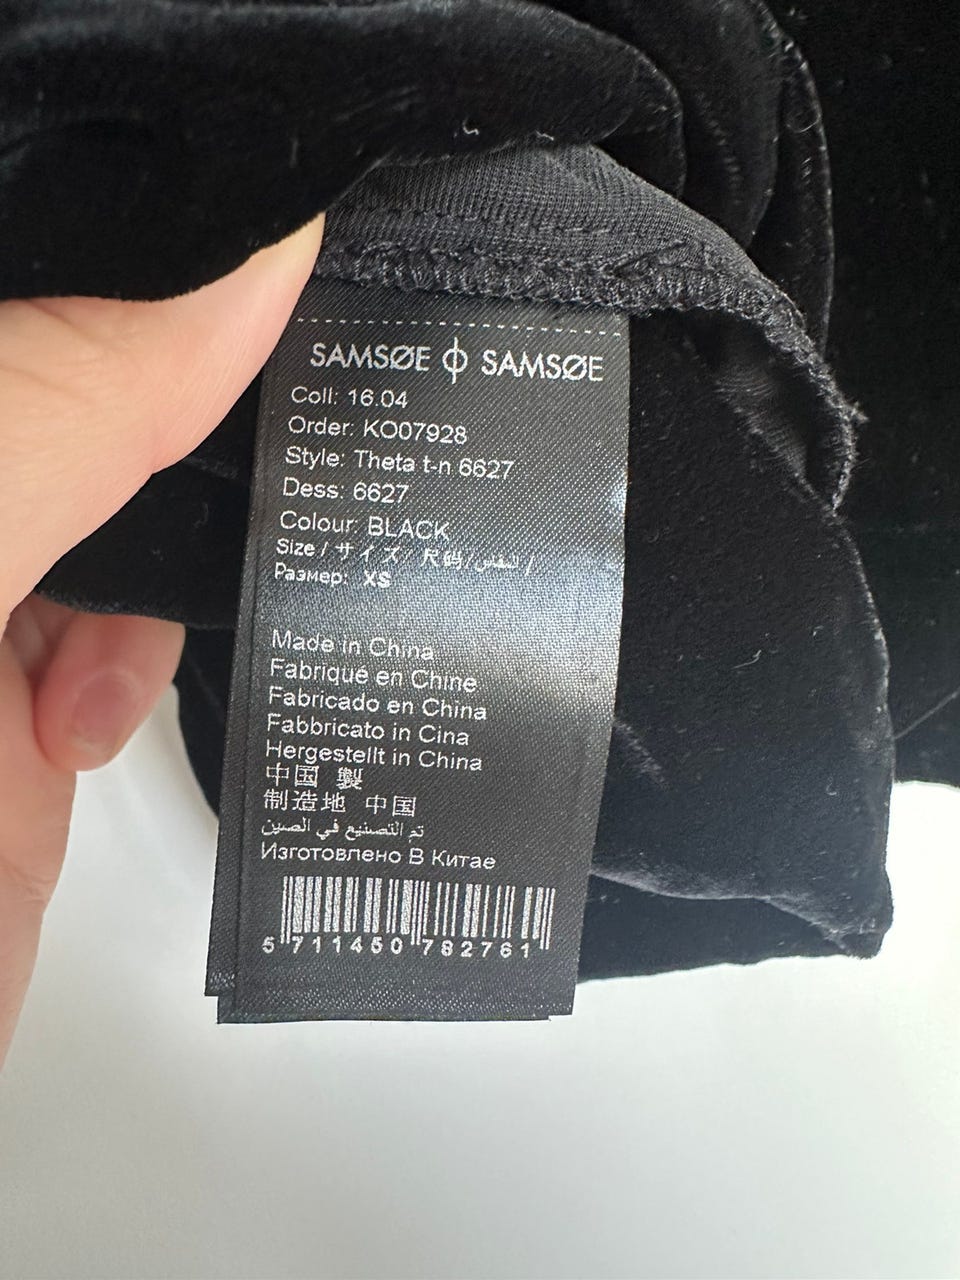 SAMSØE ϕ SAMSØE
Coll: 16.04
Order: KO07928
Style: Theta t-n 6627
Dess: 6627
Colour: BLACK
Size / サイズ 尺码/المقاس /
Размер: XS
Made in China
Fabriqué en Chine
Fabricado en China
Fabbricato in Cina
Hergestellt in China
中国 製
制造地 中国
تم التصنيع في الصين
Изготовлено В Китае
5 711450 782761